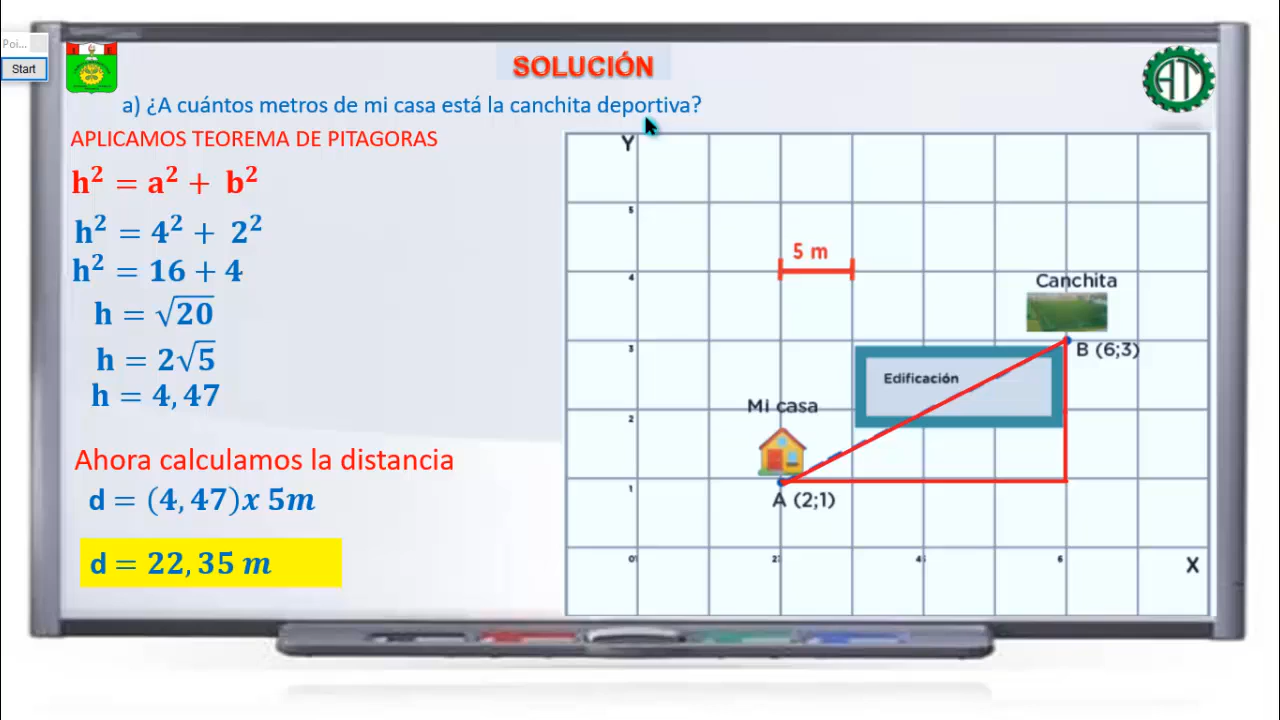 Poi...
Start
SOLUCIÓN
a) ¿A cuántos metros de mi casa está la canchita deportiva?
APLICAMOS TEOREMA DE PITAGORAS
h² = a² + b²
h² = 4² + 2²
h² = 16 + 4
h = √20
h = 2√5
h = 4,47
Ahora calculamos la distancia
d = (4,47)x 5m
d = 22,35 m
AT
Y
5
5 m
4
Canchita
3
B (6;3)
Edificación
Mi casa
2
1
A (2;1)
0
2
4
6
X